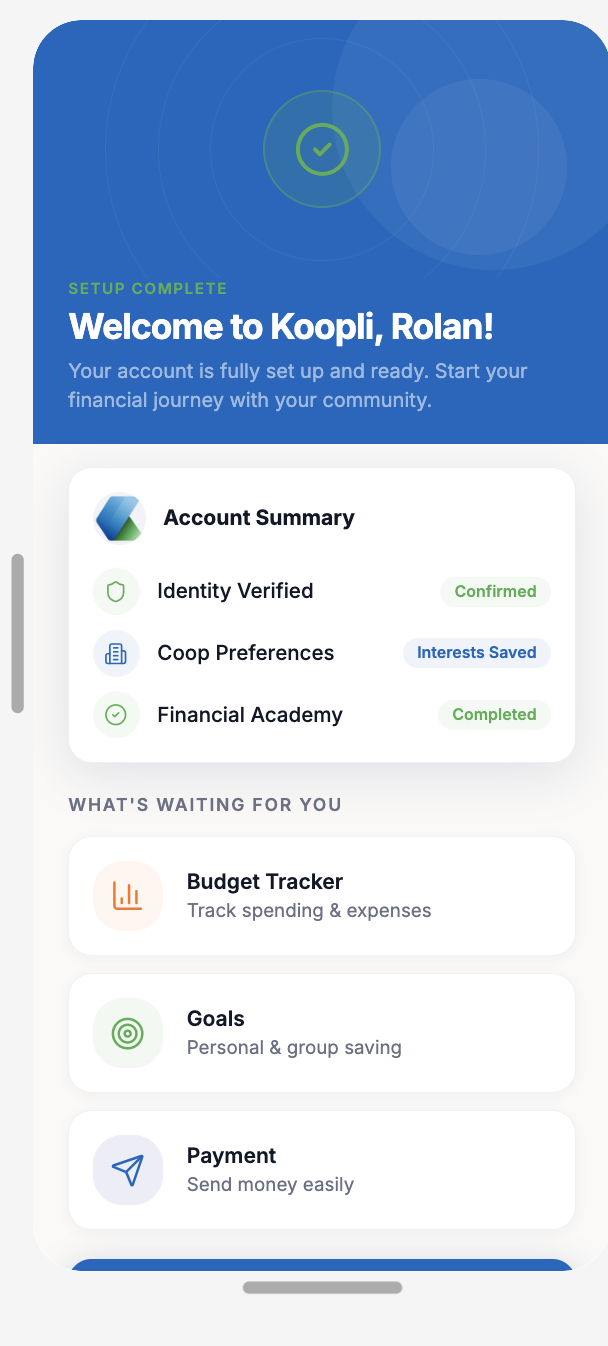 SETUP COMPLETE
Welcome to Koopli, Rolan!
Your account is fully set up and ready. Start your
financial journey with your community.
Account Summary
Identity Verified
Confirmed
Coop Preferences
Interests Saved
Financial Academy
Completed
WHAT'S WAITING FOR YOU
Budget Tracker
Track spending & expenses
Goals
Personal & group saving
Payment
Send money easily